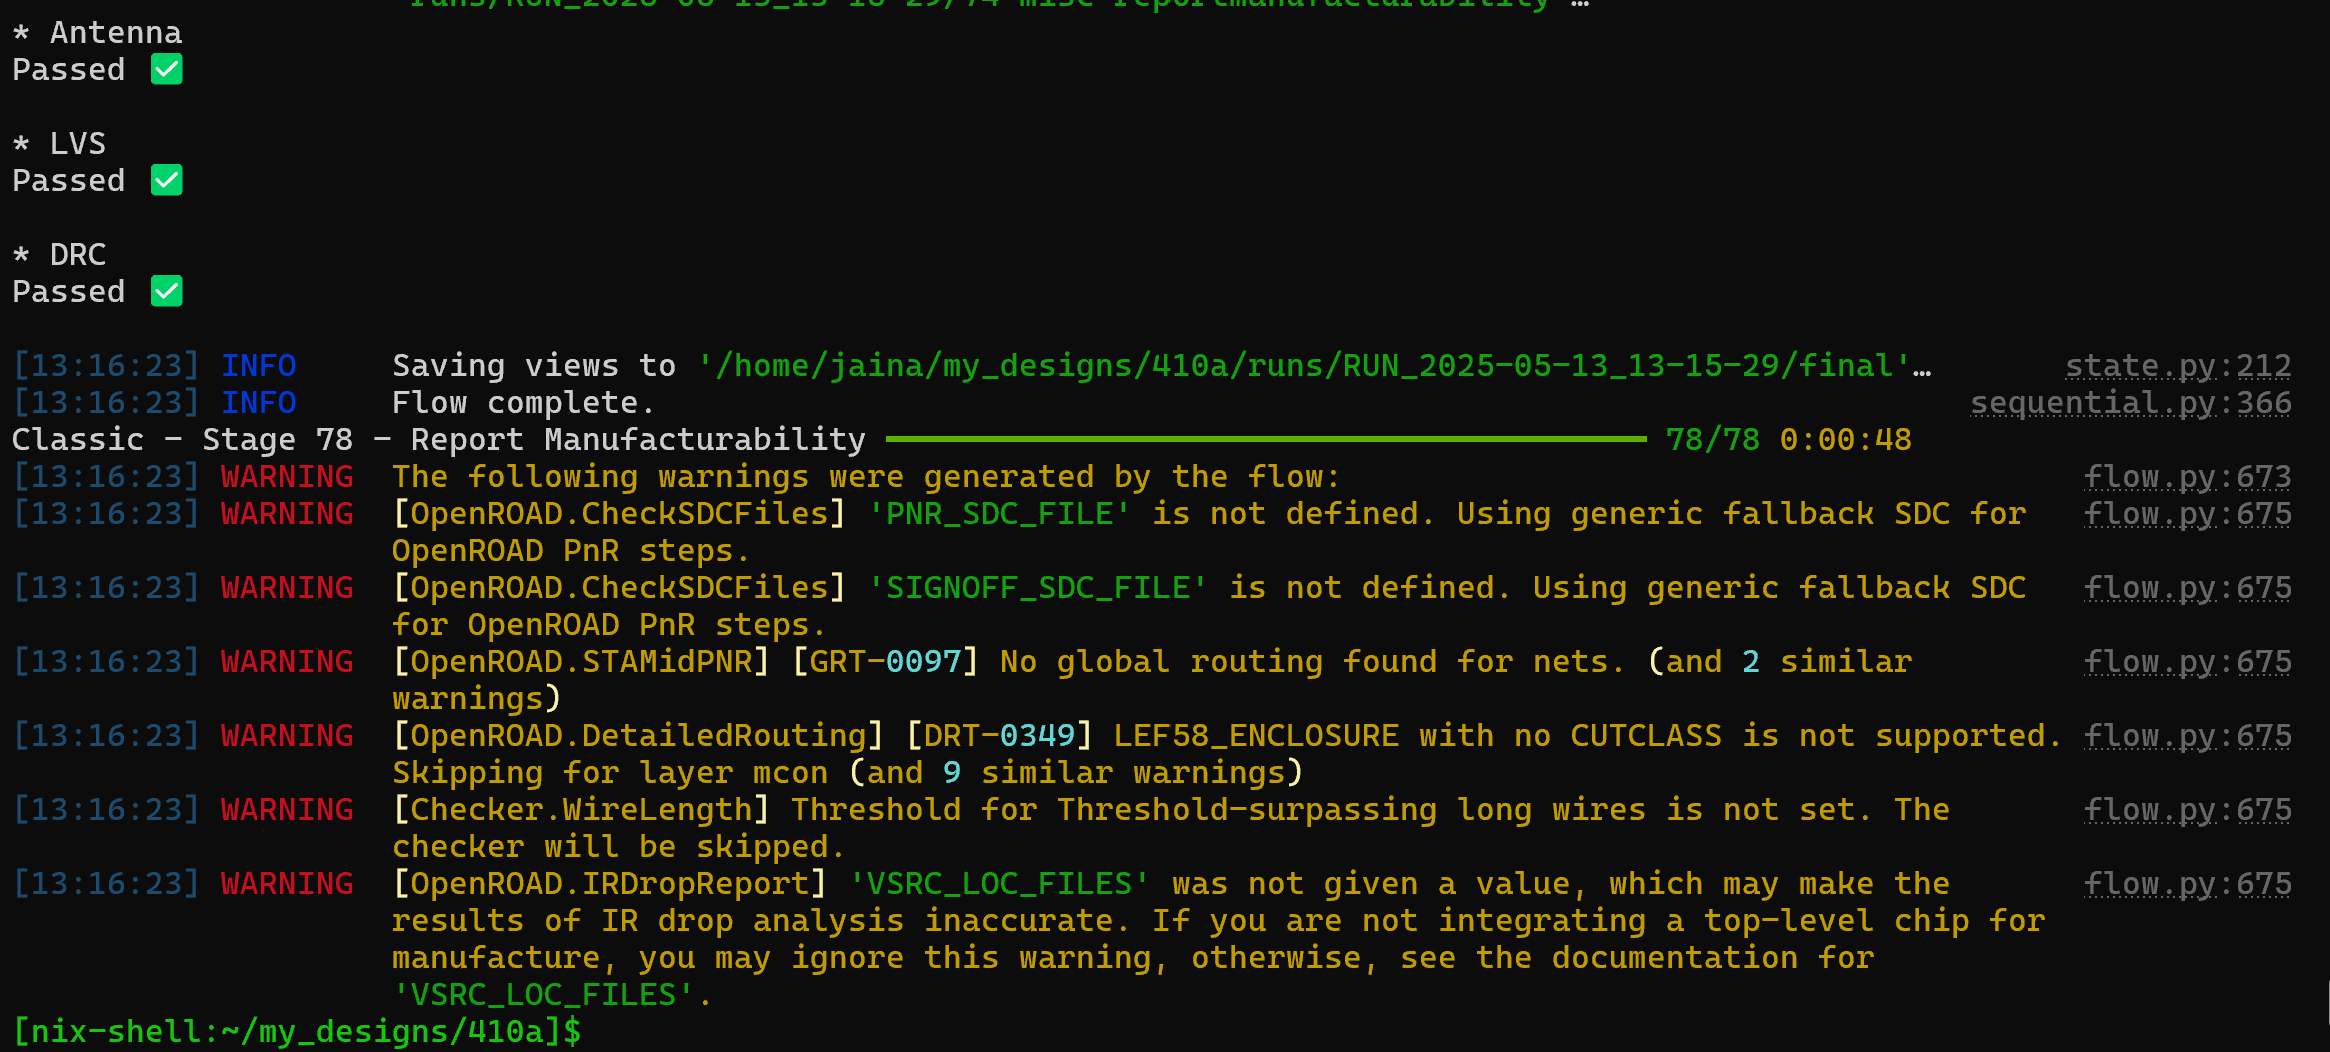 * Antenna
Passed ✅
* LVS
Passed ✅
* DRC
Passed ✅
[13:16:23] INFO Saving views to '/home/jaina/my_designs/410a/runs/RUN_2025-05-13_13-15-29/final'… state.py:212
[13:16:23] INFO Flow complete. sequential.py:366
Classic - Stage 78 - Report Manufacturability 78/78 0:00:48
[13:16:23] WARNING The following warnings were generated by the flow: flow.py:673
[13:16:23] WARNING [OpenROAD.CheckSDCFiles] 'PNR_SDC_FILE' is not defined. Using generic fallback SDC for flow.py:675
OpenROAD PnR steps.
[13:16:23] WARNING [OpenROAD.CheckSDCFiles] 'SIGNOFF_SDC_FILE' is not defined. Using generic fallback SDC flow.py:675
for OpenROAD PnR steps.
[13:16:23] WARNING [OpenROAD.STAMidPNR] [GRT-0097] No global routing found for nets. (and 2 similar flow.py:675
warnings)
[13:16:23] WARNING [OpenROAD.DetailedRouting] [DRT-0349] LEF58_ENCLOSURE with no CUTCLASS is not supported. flow.py:675
Skipping for layer mcon (and 9 similar warnings)
[13:16:23] WARNING [Checker.WireLength] Threshold for Threshold-surpassing long wires is not set. The flow.py:675
checker will be skipped.
[13:16:23] WARNING [OpenROAD.IRDropReport] 'VSRC_LOC_FILES' was not given a value, which may make the flow.py:675
results of IR drop analysis inaccurate. If you are not integrating a top-level chip for
manufacture, you may ignore this warning, otherwise, see the documentation for
'VSRC_LOC_FILES'.
[nix-shell:~/my_designs/410a]$